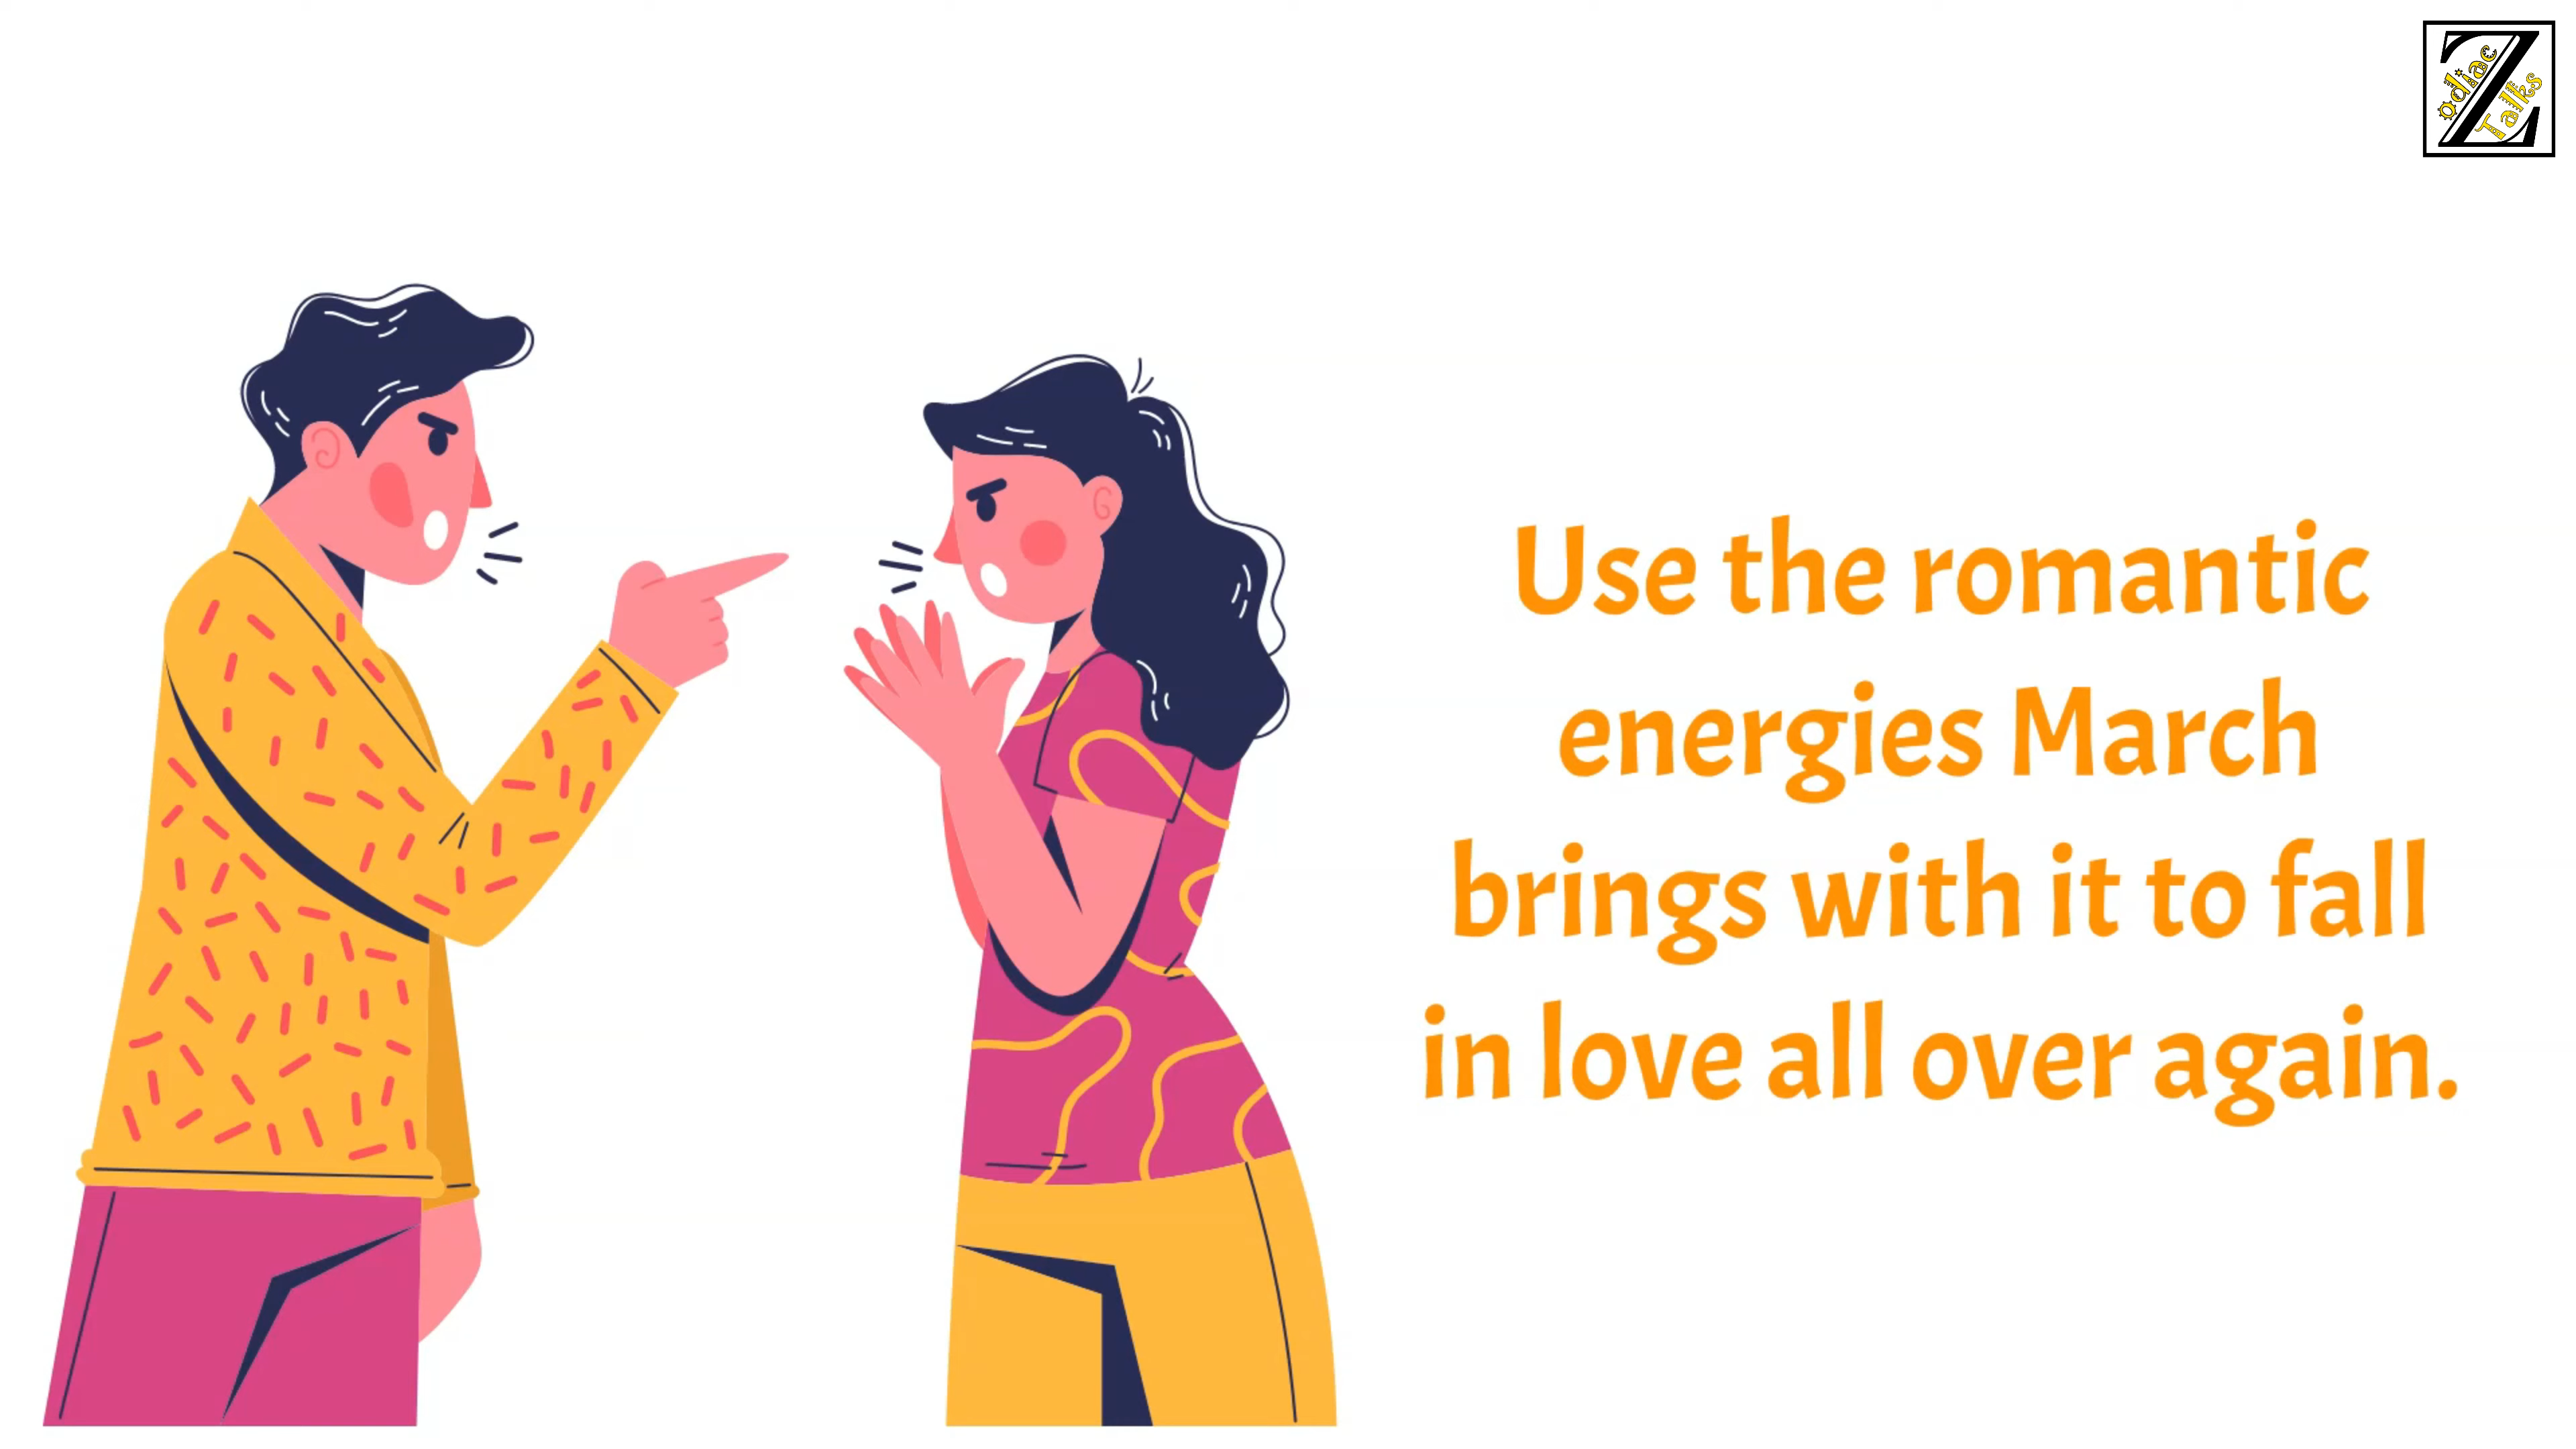 Zodiac
Talks
Use the romantic
energies March
brings with it to fall
in love all over again.